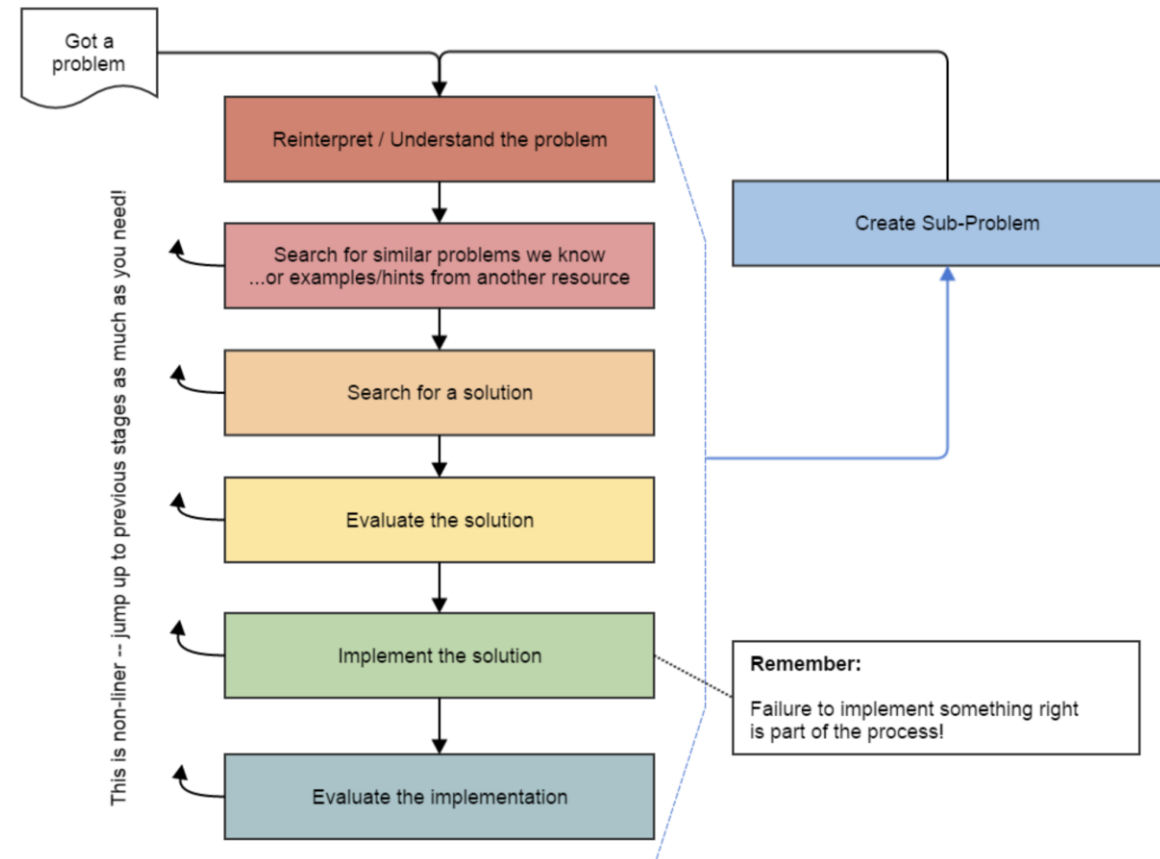 Got a
problem
Reinterpret / Understand the problem
Create Sub-Problem
Search for similar problems we know
...or examples/hints from another resource
Search for a solution
Evaluate the solution
Implement the solution
Remember:
Failure to implement something right
is part of the process!
Evaluate the implementation
This is non-liner -- jump up to previous stages as much as you need!